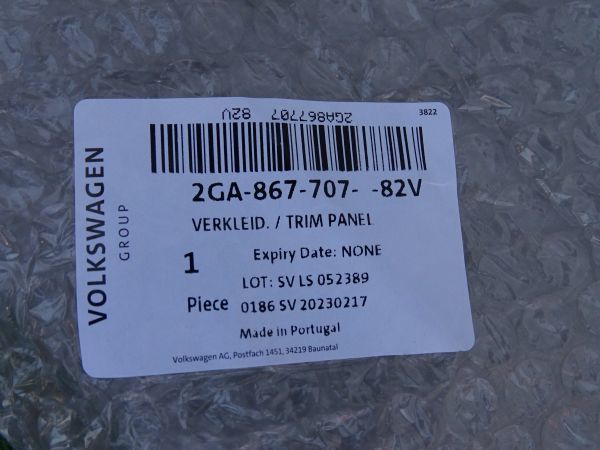 2GA867707 82V
3822
2GA-867-707- -82V
VERKLEID. / TRIM PANEL
VOLKSWAGEN
GROUP
1
Piece
Expiry Date: NONE
LOT: SV LS 052389
0186 SV 20230217
Made in Portugal
Volkswagen AG, Postfach 1451, 34219 Baunatal